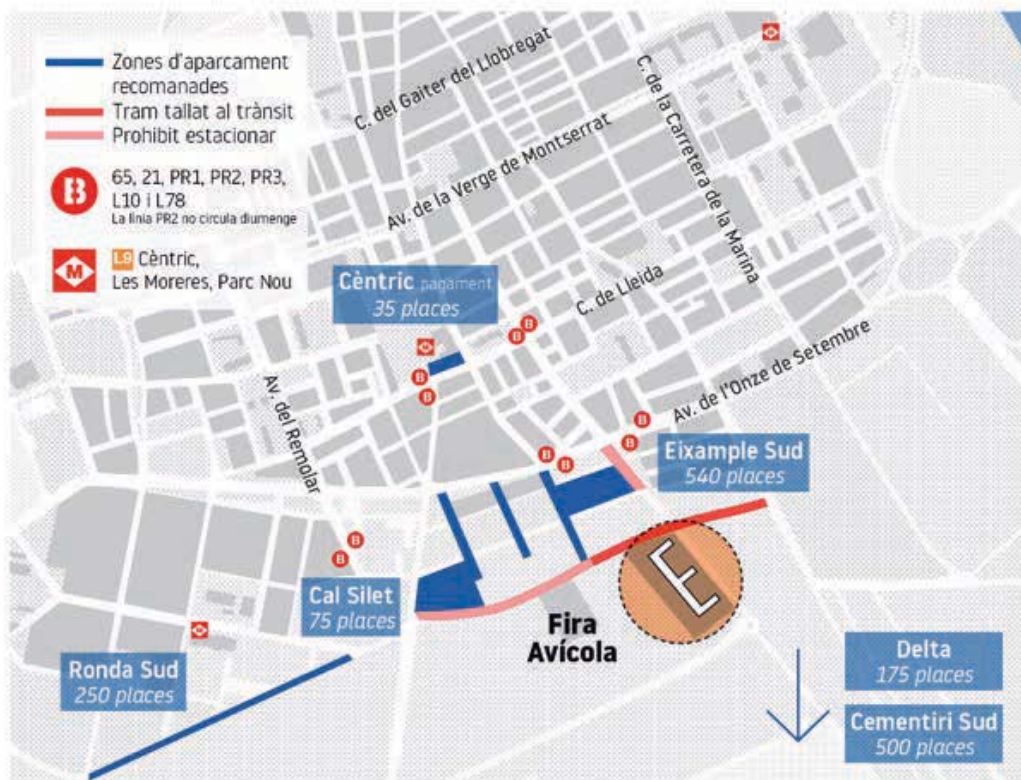 Zones d'aparcament
recomanades
Tram tallat al trànsit
Prohibit estacionar
B
65, 21, PR1, PR2, PR3,
L10 i L78
La línia PR2 no circula diumenge
M
L9 Cèntric,
Les Moreres, Parc Nou
M
C. del Gaiter del Llobregat
C. de la Carretera de la Marina
Av. de la Verge de Montserrat
Cèntric pagament
35 places
C. de Lleida
B
B
M
B
B
Av. de l'Onze de Setembre
Av. del Remolar
B
B
B
B
Eixample Sud
540 places
B
B
E
Cal Silet
75 places
Fira
Avícola
M
Ronda Sud
250 places
Delta
175 places
Cementiri Sud
500 places